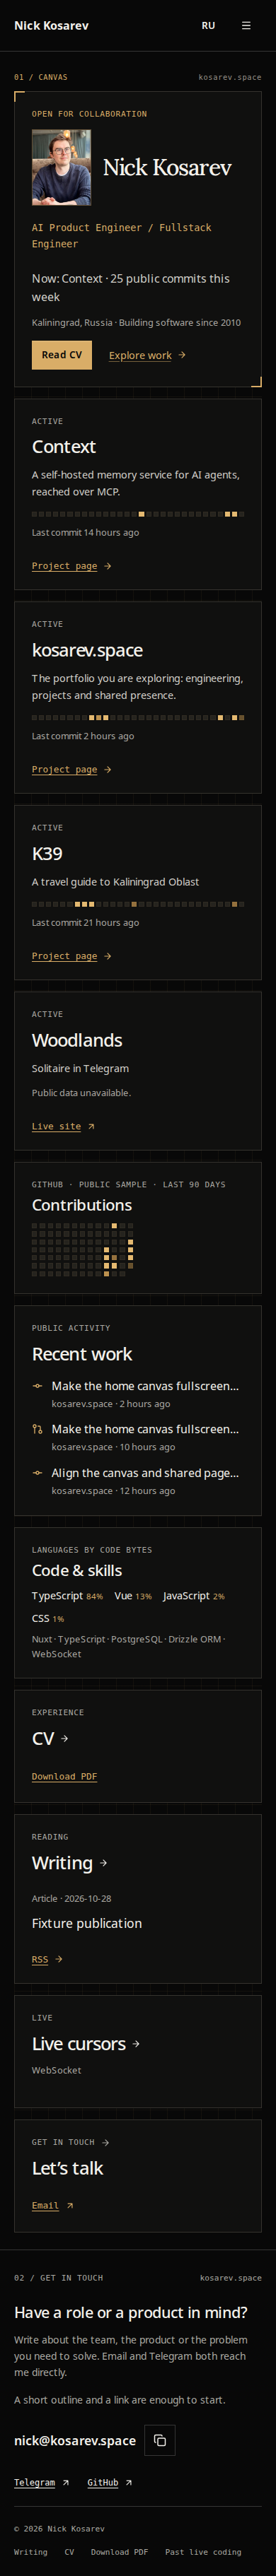 Nick Kosarev
RU
01 / CANVAS
kosarev.space
OPEN FOR COLLABORATION
Nick Kosarev
AI Product Engineer / Fullstack
Engineer
Now: Context · 25 public commits this
week
Kaliningrad, Russia · Building software since 2010
Read CV
Explore work →
ACTIVE
Context
A self-hosted memory service for AI agents,
reached over MCP.
Last commit 14 hours ago
Project page →
ACTIVE
kosarev.space
The portfolio you are exploring: engineering,
projects and shared presence.
Last commit 2 hours ago
Project page →
ACTIVE
K39
A travel guide to Kaliningrad Oblast
Last commit 21 hours ago
Project page →
ACTIVE
Woodlands
Solitaire in Telegram
Public data unavailable.
Live site ↗
GITHUB · PUBLIC SAMPLE · LAST 90 DAYS
Contributions
PUBLIC ACTIVITY
Recent work
Make the home canvas fullscreen...
kosarev.space · 2 hours ago
Make the home canvas fullscreen...
kosarev.space · 10 hours ago
Align the canvas and shared page...
kosarev.space · 12 hours ago
LANGUAGES BY CODE BYTES
Code & skills
TypeScript 84% Vue 13% JavaScript 2%
CSS 1%
Nuxt · TypeScript · PostgreSQL · Drizzle ORM ·
WebSocket
EXPERIENCE
CV →
Download PDF
READING
Writing →
Article · 2026-10-28
Fixture publication
RSS →
LIVE
Live cursors →
WebSocket
GET IN TOUCH →
Let's talk
Email ↗
02 / GET IN TOUCH
kosarev.space
Have a role or a product in mind?
Write about the team, the product or the problem
you need to solve. Email and Telegram both reach
me directly.
A short outline and a link are enough to start.
nick@kosarev.space
Telegram ↗ GitHub ↗
© 2026 Nick Kosarev
Writing CV Download PDF Past live coding